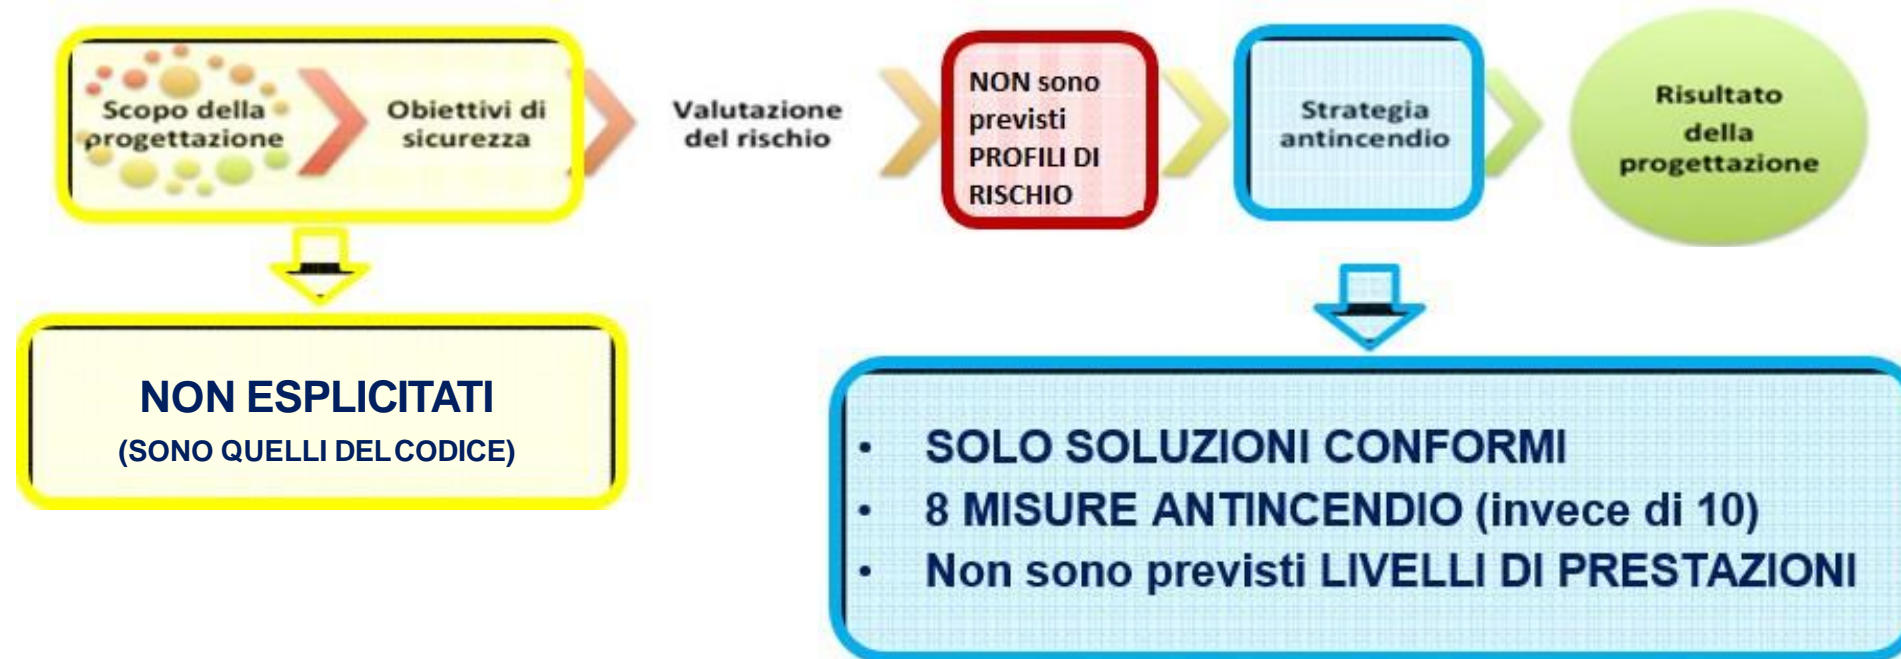 Scopo della
progettazione
Obiettivi di
sicurezza
Valutazione
del rischio
NON sono
previsti
PROFILI DI
RISCHIO
Strategia
antincendio
Risultato
della
progettazione
NON ESPLICITATI
(SONO QUELLI DELCODICE)
• SOLO SOLUZIONI CONFORMI
• 8 MISURE ANTINCENDIO (invece di 10)
• Non sono previsti LIVELLI DI PRESTAZIONI